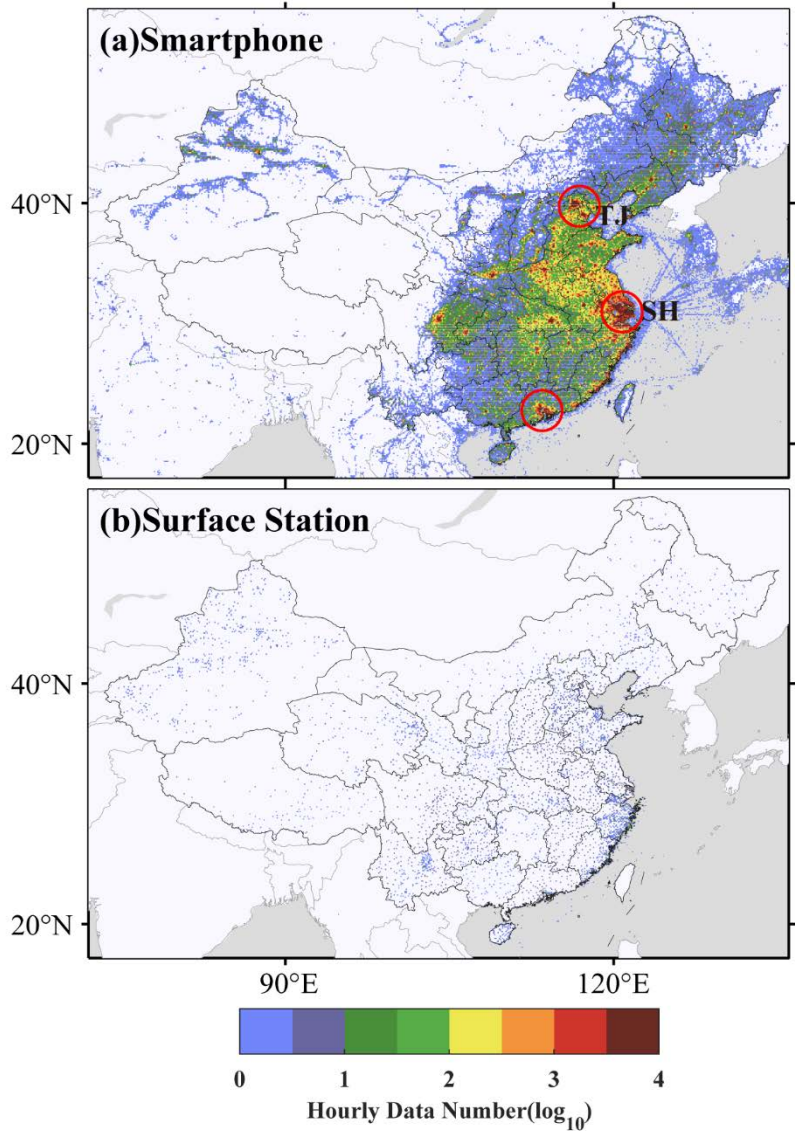 (a)Smartphone
40°N
TJ
SH
20°N
(b)Surface Station
40°N
20°N
90°E 120°E
0 1 2 3 4
Hourly Data Number(log10)